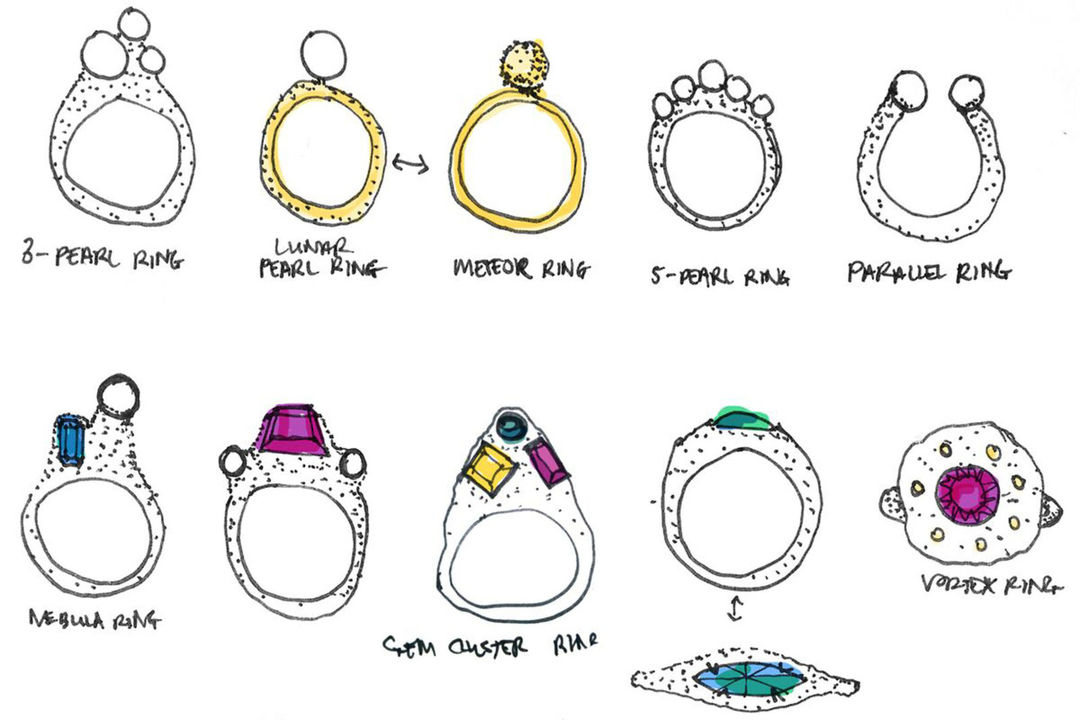 3-PEARL RING
LUNAR
PEARL RING
METEOR RING
5-PEARL RING
PARALLEL RING
NEBULA RING
GEM CLUSTER RING
VORTEX RING